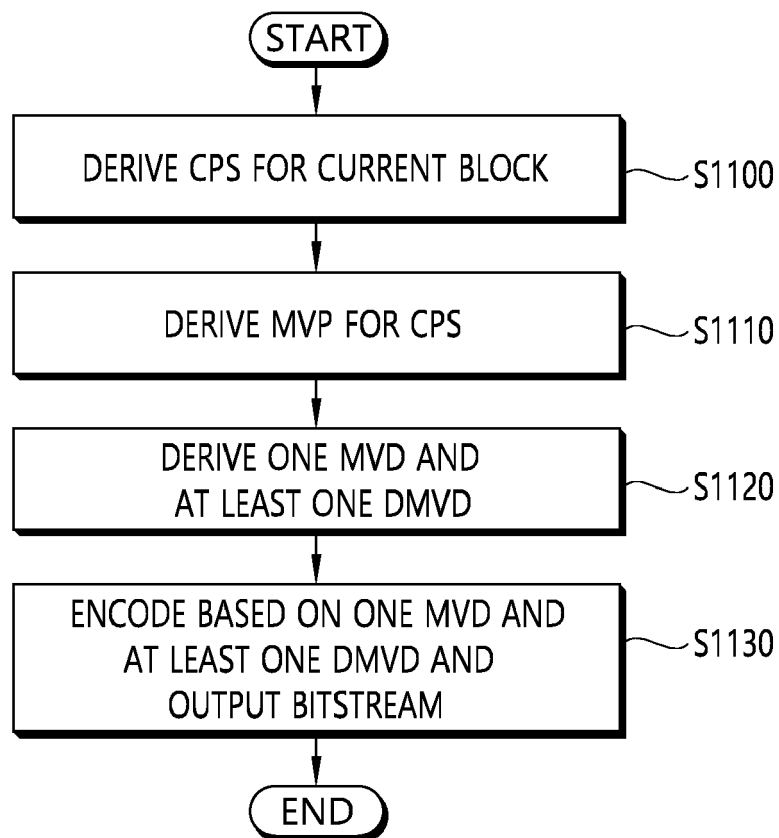 START
DERIVE CPS FOR CURRENT BLOCK
S1100
DERIVE MVP FOR CPS
S1110
DERIVE ONE MVD AND
AT LEAST ONE DMVD
S1120
ENCODE BASED ON ONE MVD AND
AT LEAST ONE DMVD AND
OUTPUT BITSTREAM
S1130
END